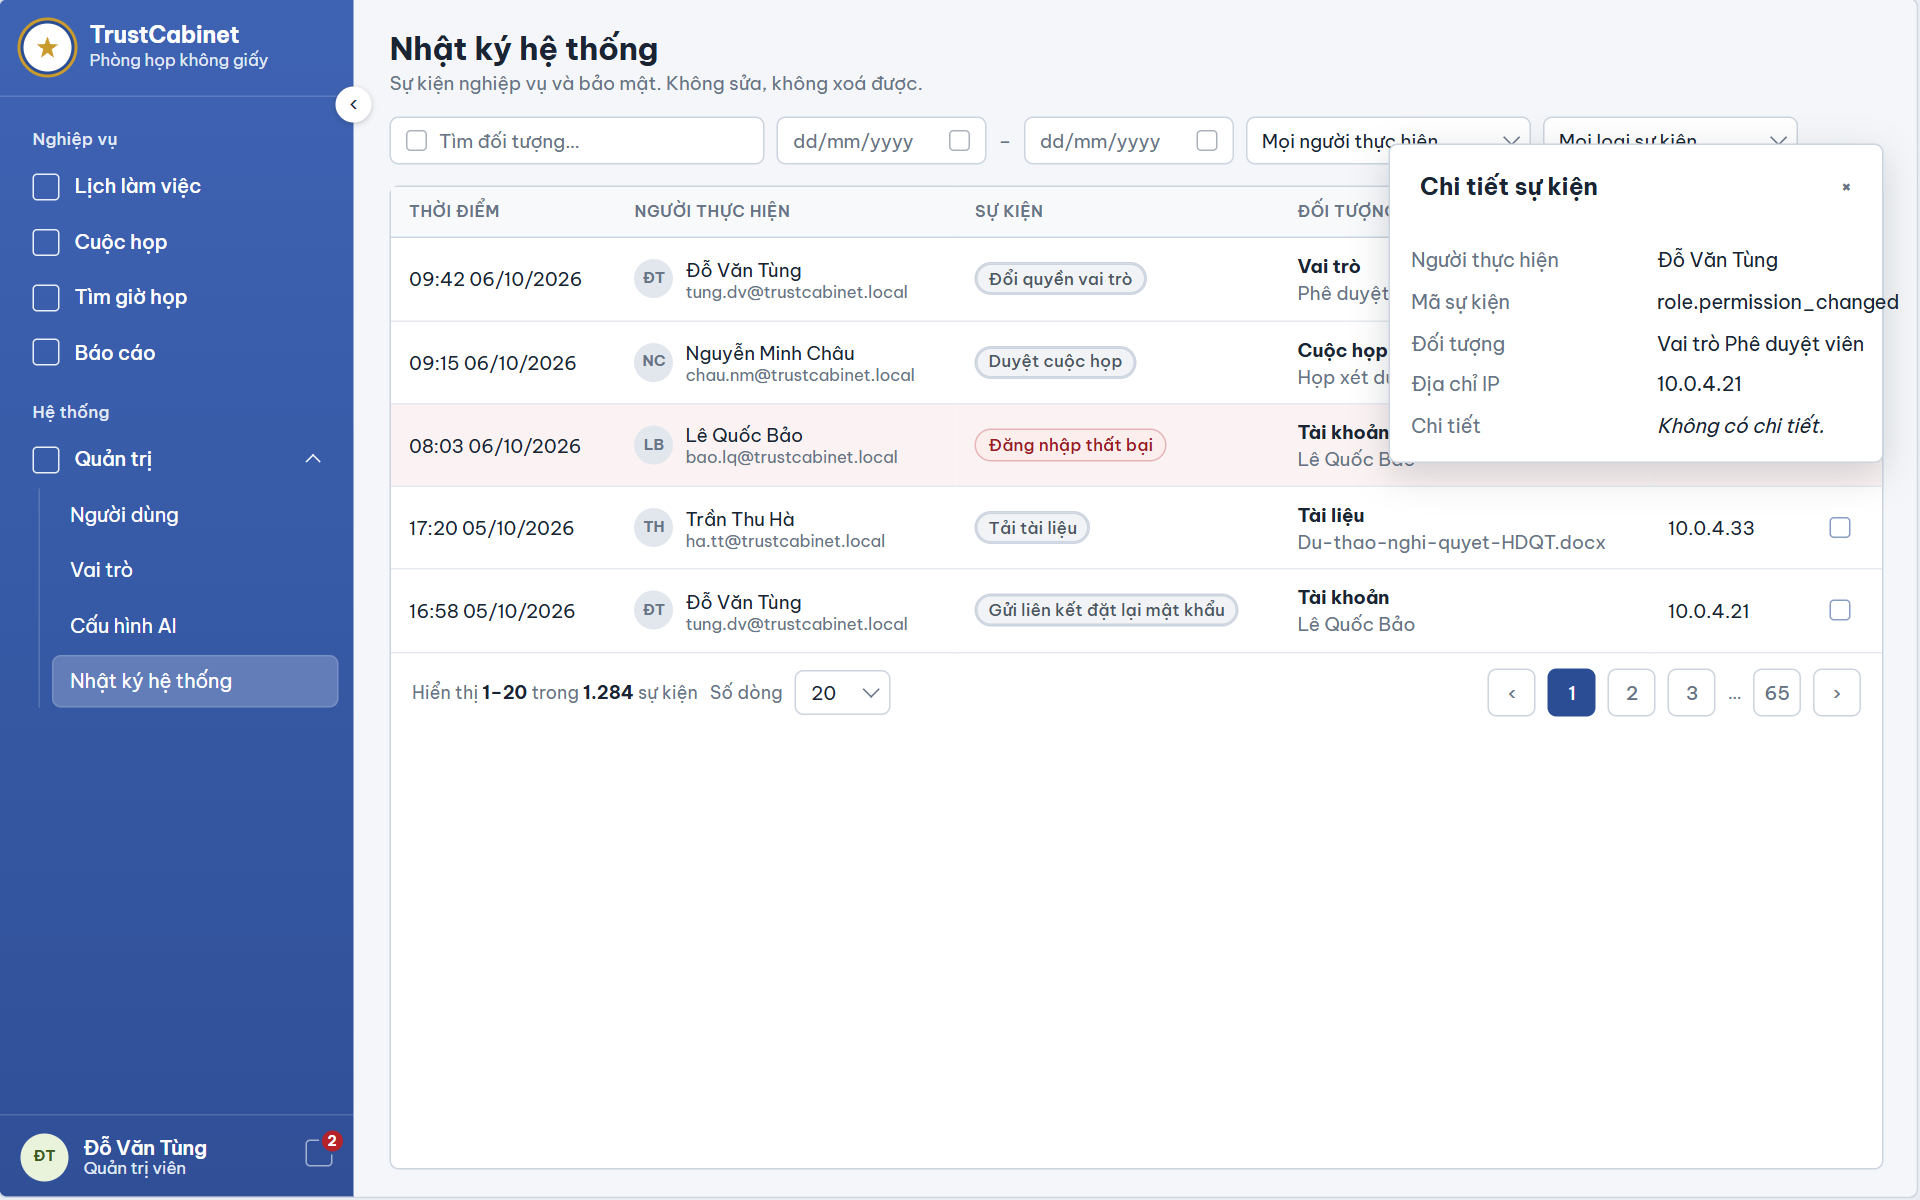 TrustCabinet
Phòng họp không giấy
Nghiệp vụ
Lịch làm việc
Cuộc họp
Tìm giờ họp
Báo cáo
Hệ thống
Quản trị
Người dùng
Vai trò
Cấu hình AI
Nhật ký hệ thống
ĐT
Đỗ Văn Tùng
Quản trị viên
2
Nhật ký hệ thống
Sự kiện nghiệp vụ và bảo mật. Không sửa, không xoá được.
Tìm đối tượng... dd/mm/yyyy – dd/mm/yyyy Mọi người thực hiện Mọi loại sự kiện
THỜI ĐIỂM NGƯỜI THỰC HIỆN SỰ KIỆN ĐỐI TƯỢNG
09:42 06/10/2026 ĐT Đỗ Văn Tùng Đổi quyền vai trò Vai trò
tung.dv@trustcabinet.local Phê duyệt
09:15 06/10/2026 NC Nguyễn Minh Châu Duyệt cuộc họp Cuộc họp
chau.nm@trustcabinet.local Họp xét
08:03 06/10/2026 LB Lê Quốc Bảo Đăng nhập thất bại Tài khoản
bao.lq@trustcabinet.local Lê Quốc Bảo
17:20 05/10/2026 TH Trần Thu Hà Tải tài liệu Tài liệu 10.0.4.33
ha.tt@trustcabinet.local Du-thao-nghi-quyet-HDQT.docx
16:58 05/10/2026 ĐT Đỗ Văn Tùng Gửi liên kết đặt lại mật khẩu Tài khoản 10.0.4.21
tung.dv@trustcabinet.local Lê Quốc Bảo
Hiển thị 1–20 trong 1.284 sự kiện Số dòng 20 ‹ 1 2 3 ... 65 ›
Chi tiết sự kiện
Người thực hiện Đỗ Văn Tùng
Mã sự kiện role.permission_changed
Đối tượng Vai trò Phê duyệt viên
Địa chỉ IP 10.0.4.21
Chi tiết Không có chi tiết.